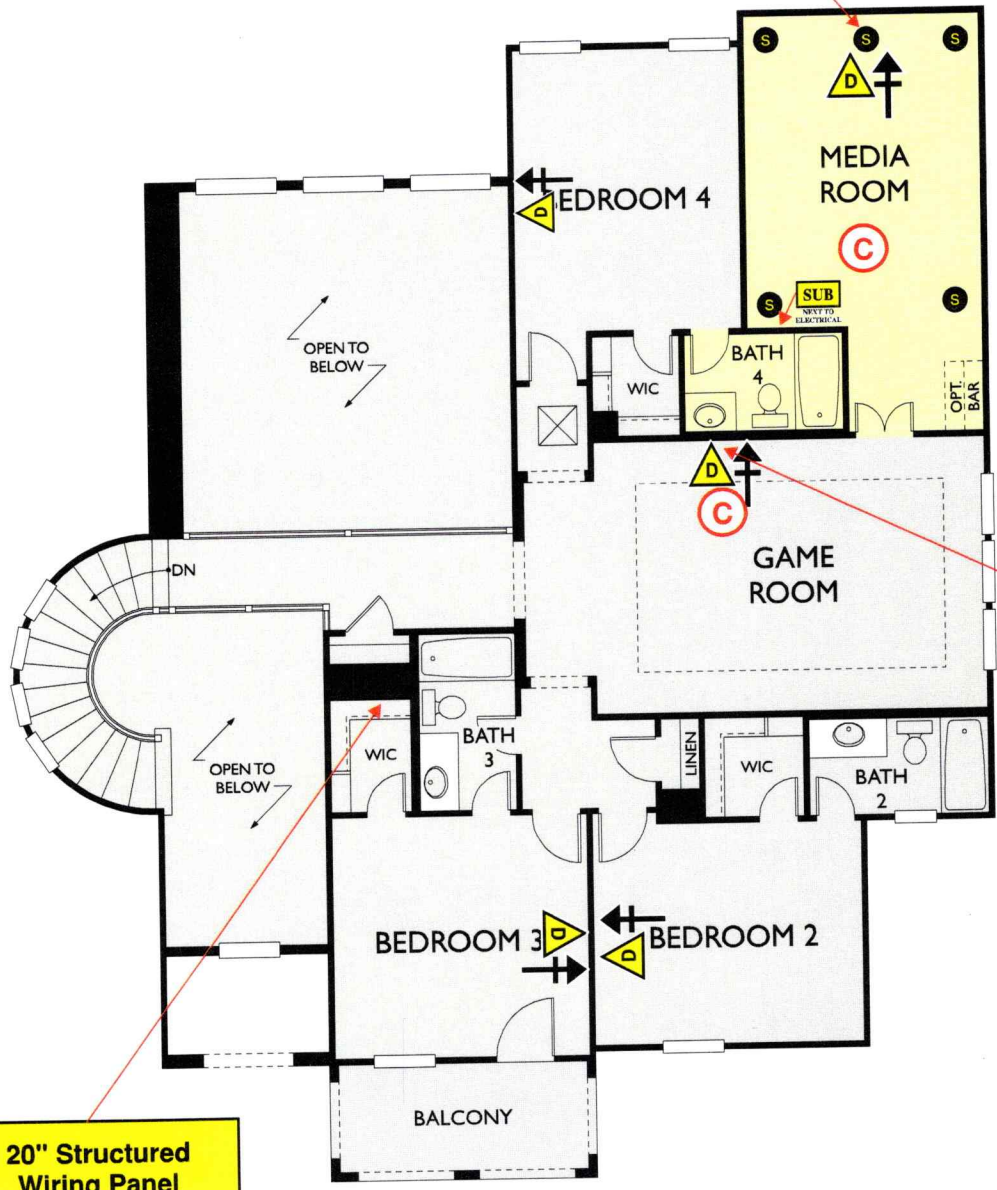 S
S
S
D
MEDIA
ROOM
C
SUB
NEXT TO
ELECTRICAL
S
S
OPT.
BAR
EDROOM 4
D
OPEN TO
BELOW
WIC
BATH
4
D
C
GAME
ROOM
DN
OPEN TO
BELOW
WIC
BATH
3
LINEN
WIC
BATH
2
BEDROOM 3
D
D
BEDROOM 2
BALCONY
20" Structured
Wiring Panel